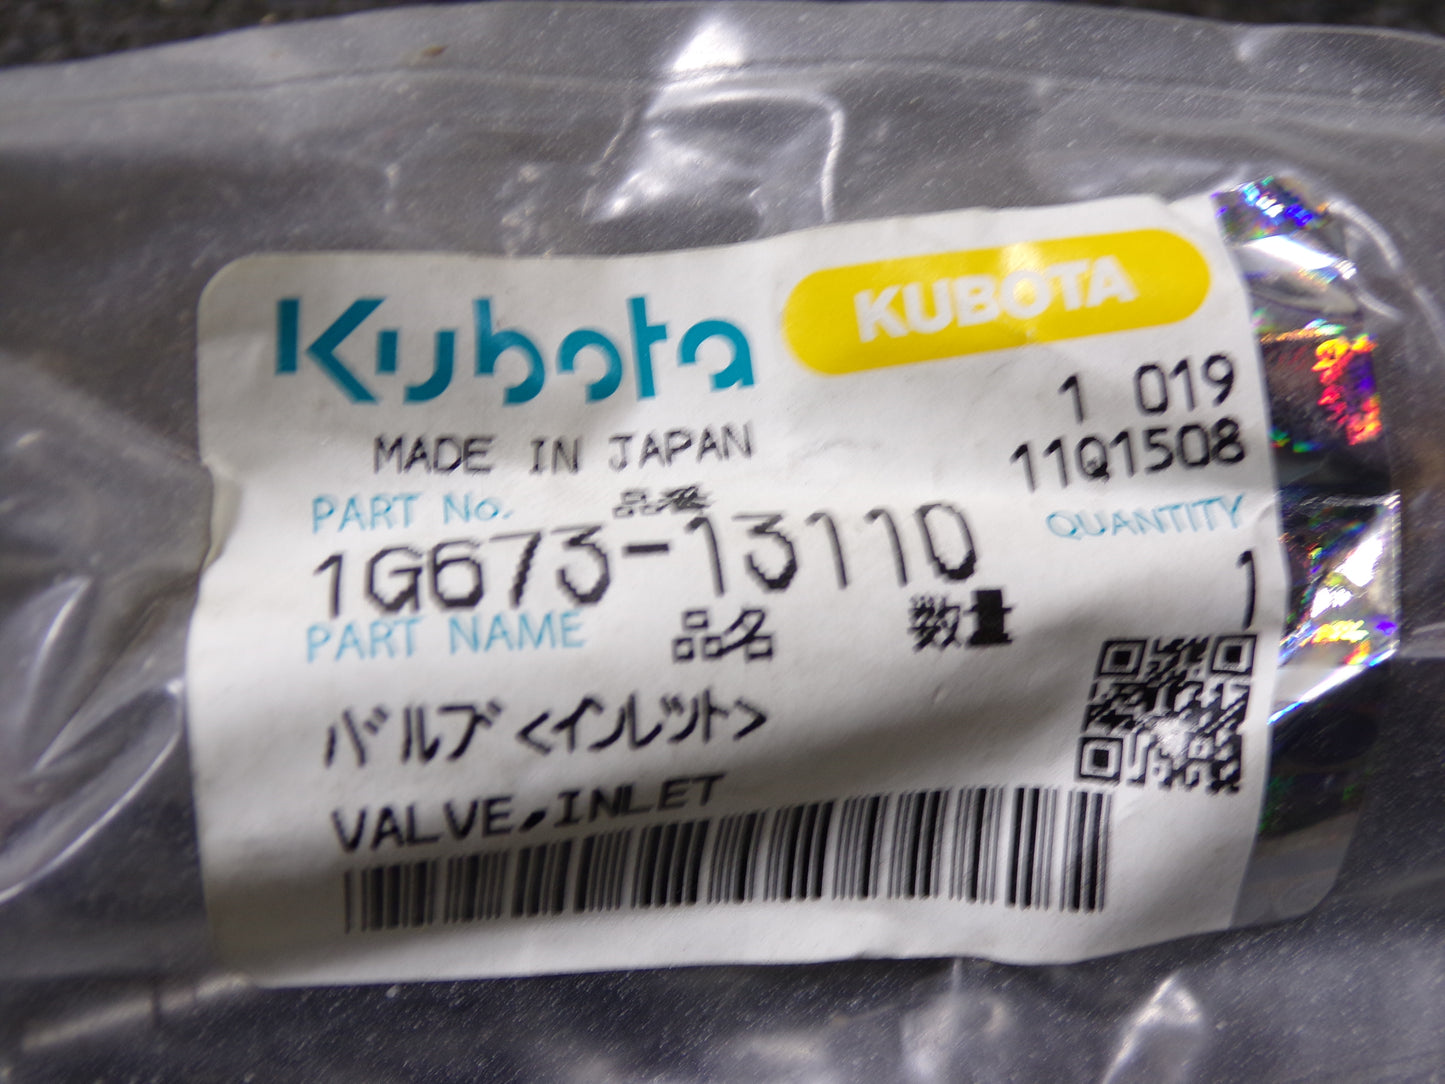 Kubota KUBOTA
1 019
MADE IN JAPAN 11Q1508
PART No. 品番 QUANTITY
1G673-13110 1
PART NAME 品名 数量
バルブ<インレット>
VALVE,INLET